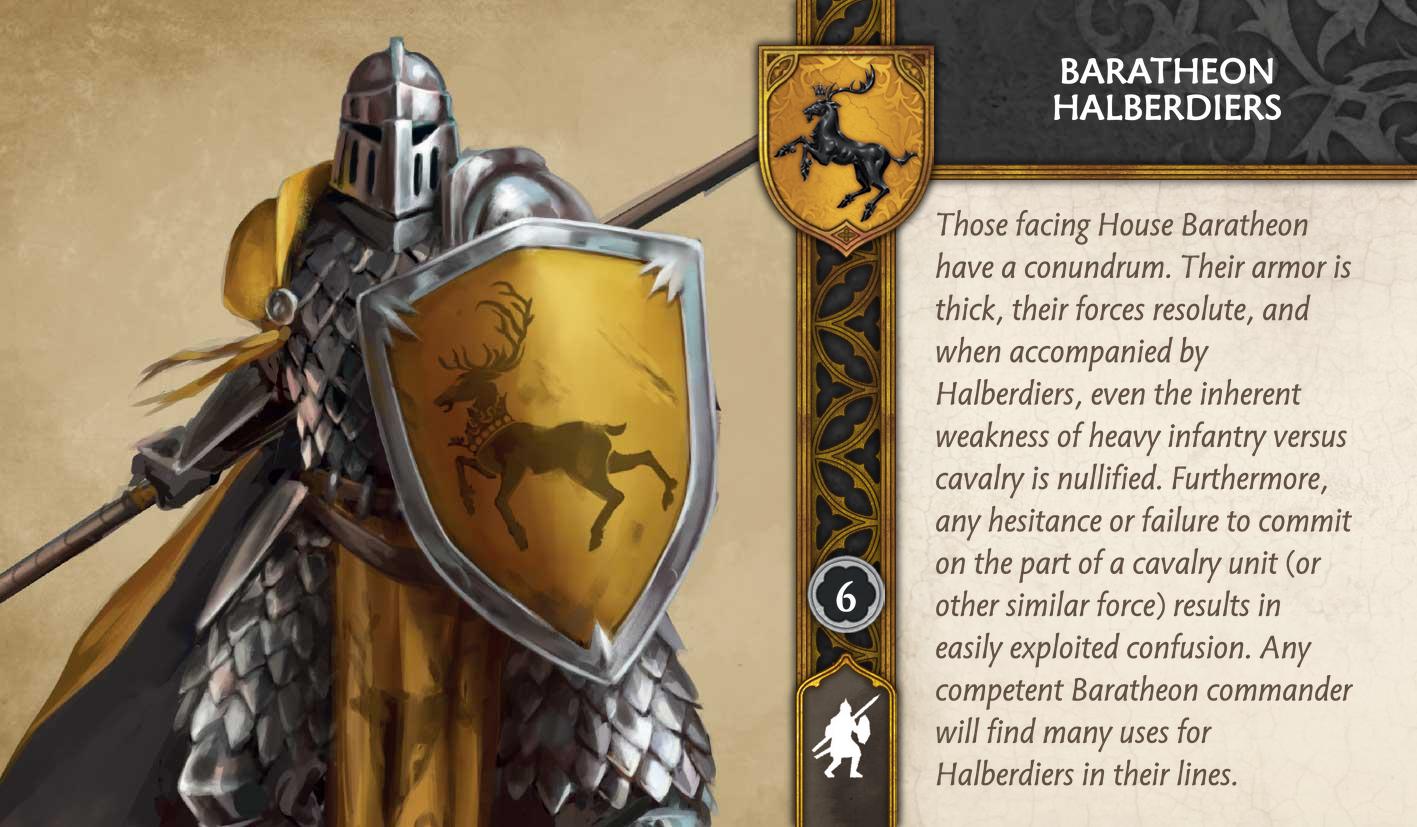 BARATHEON
HALBERDIERS
Those facing House Baratheon
have a conundrum. Their armor is
thick, their forces resolute, and
when accompanied by
Halberdiers, even the inherent
weakness of heavy infantry versus
cavalry is nullified. Furthermore,
any hesitance or failure to commit
on the part of a cavalry unit (or
other similar force) results in
easily exploited confusion. Any
competent Baratheon commander
will find many uses for
Halberdiers in their lines.
6